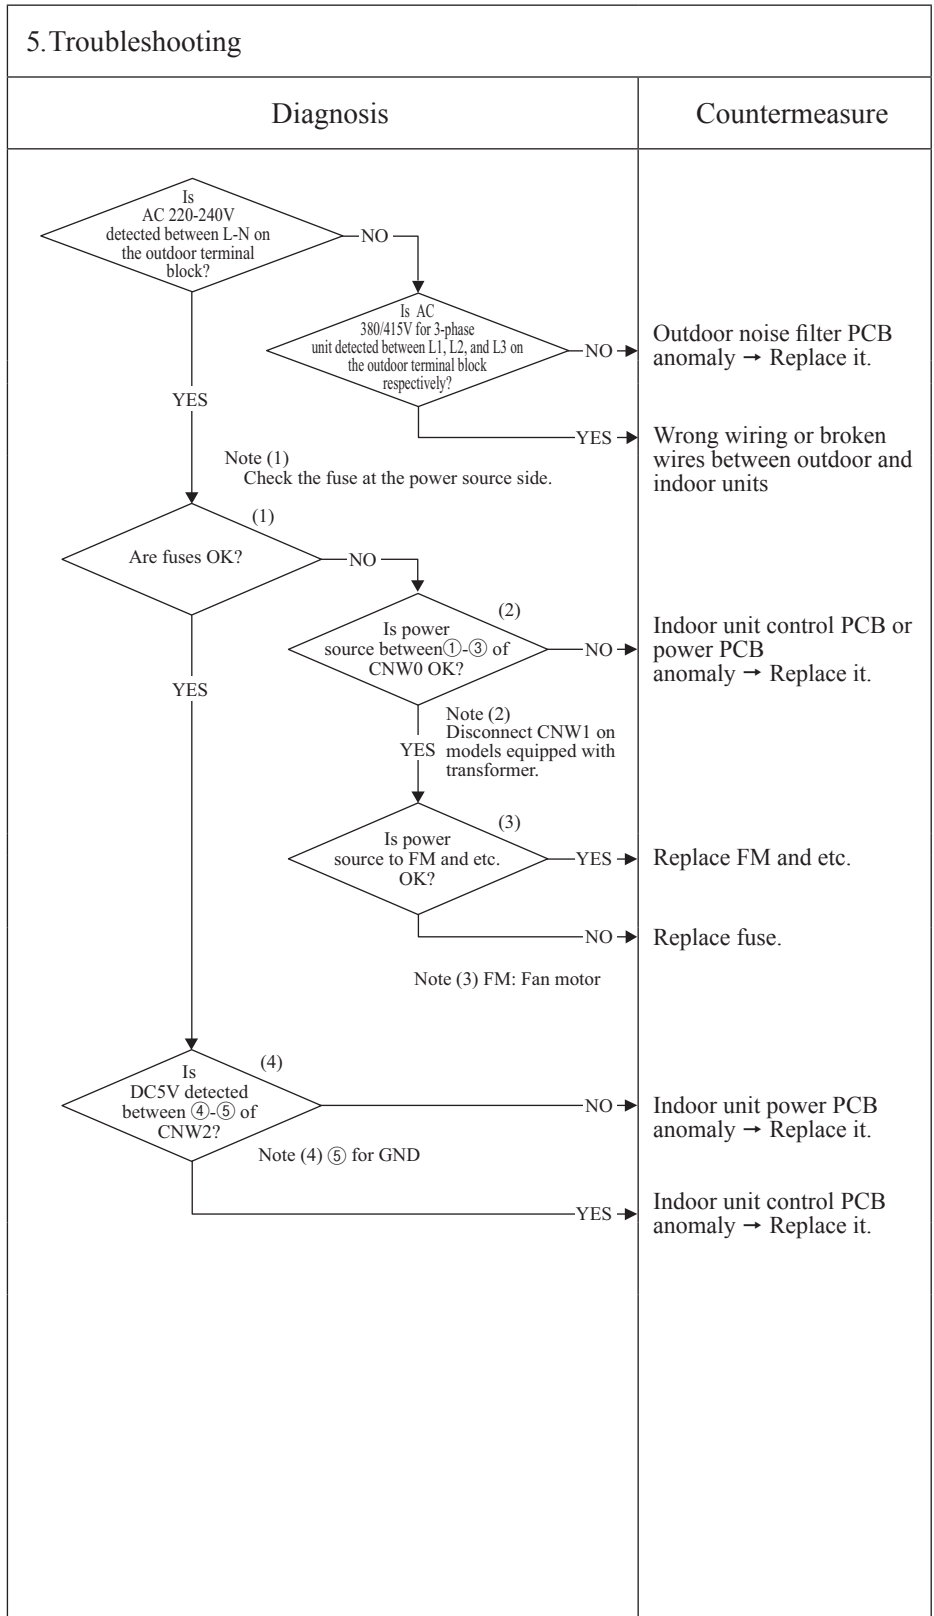 5.Troubleshooting
Diagnosis
Countermeasure
Is
AC 220-240V
detected between L-N on
the outdoor terminal
block?
NO
Is AC
380/415V for 3-phase
unit detected between L1, L2, and L3 on
the outdoor terminal block
respectively?
NO
Outdoor noise filter PCB
anomaly → Replace it.
YES
YES
Wrong wiring or broken
wires between outdoor and
indoor units
Note (1)
Check the fuse at the power source side.
(1)
Are fuses OK?
NO
(2)
Is power
source between①-③ of
CNW0 OK?
NO
Indoor unit control PCB or
power PCB
anomaly → Replace it.
YES
Note (2)
Disconnect CNW1 on
models equipped with
transformer.
YES
(3)
Is power
source to FM and etc.
OK?
YES
Replace FM and etc.
NO
Replace fuse.
Note (3) FM: Fan motor
(4)
Is
DC5V detected
between ④-⑤ of
CNW2?
NO
Indoor unit power PCB
anomaly → Replace it.
Note (4) ⑤ for GND
YES
Indoor unit control PCB
anomaly → Replace it.